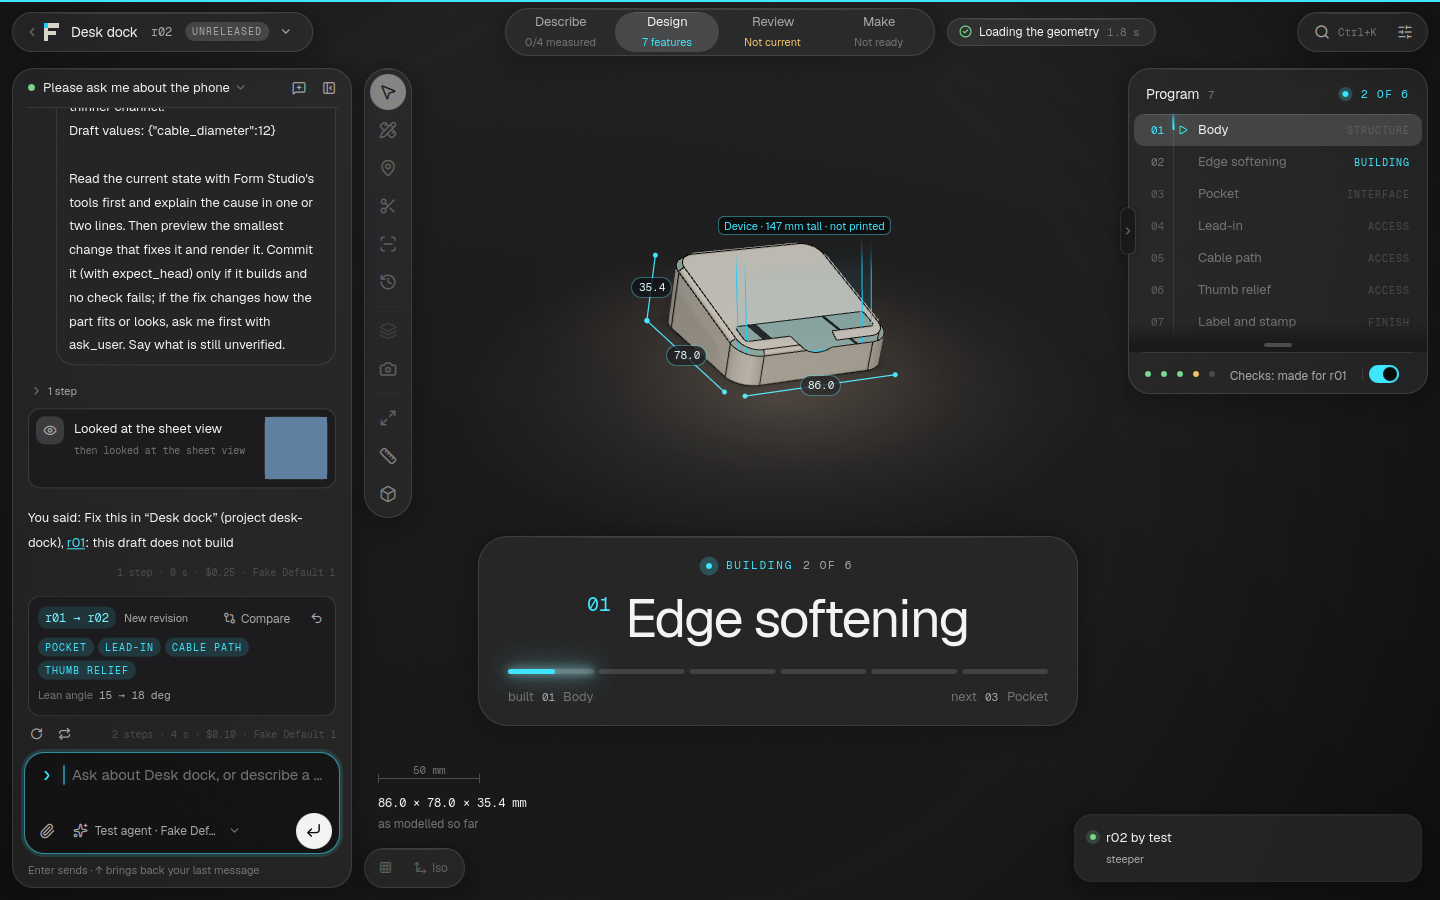 Desk dock r02 UNRELEASED
Describe
0/4 measured
Design
7 features
Review
Not current
Make
Not ready
Loading the geometry 1.8 s
Ctrl+K
Please ask me about the phone
thinner channel.
Draft values: {"cable_diameter":12}
Read the current state with Form Studio's
tools first and explain the cause in one or
two lines. Then preview the smallest
change that fixes it and render it. Commit
it (with expect_head) only if it builds and
no check fails; if the fix changes how the
part fits or looks, ask me first with
ask_user. Say what is still unverified.
1 step
Looked at the sheet view
then looked at the sheet view
You said: Fix this in “Desk dock” (project desk-
dock), r01: this draft does not build
1 step · 0 s · $0.25 · Fake Default 1
r01 → r02 New revision Compare
POCKET LEAD-IN CABLE PATH
THUMB RELIEF
Lean angle 15 → 18 deg
2 steps · 4 s · $0.10 · Fake Default 1
Ask about Desk dock, or describe a …
Test agent · Fake Def…
Enter sends · ↑ brings back your last message
Device · 147 mm tall · not printed
35.4
78.0
86.0
BUILDING 2 OF 6
01 Edge softening
built 01 Body
next 03 Pocket
50 mm
86.0 × 78.0 × 35.4 mm
as modelled so far
Iso
Program 7
2 OF 6
01 Body STRUCTURE
02 Edge softening BUILDING
03 Pocket INTERFACE
04 Lead-in ACCESS
05 Cable path ACCESS
06 Thumb relief ACCESS
07 Label and stamp FINISH
Checks: made for r01
r02 by test
steeper